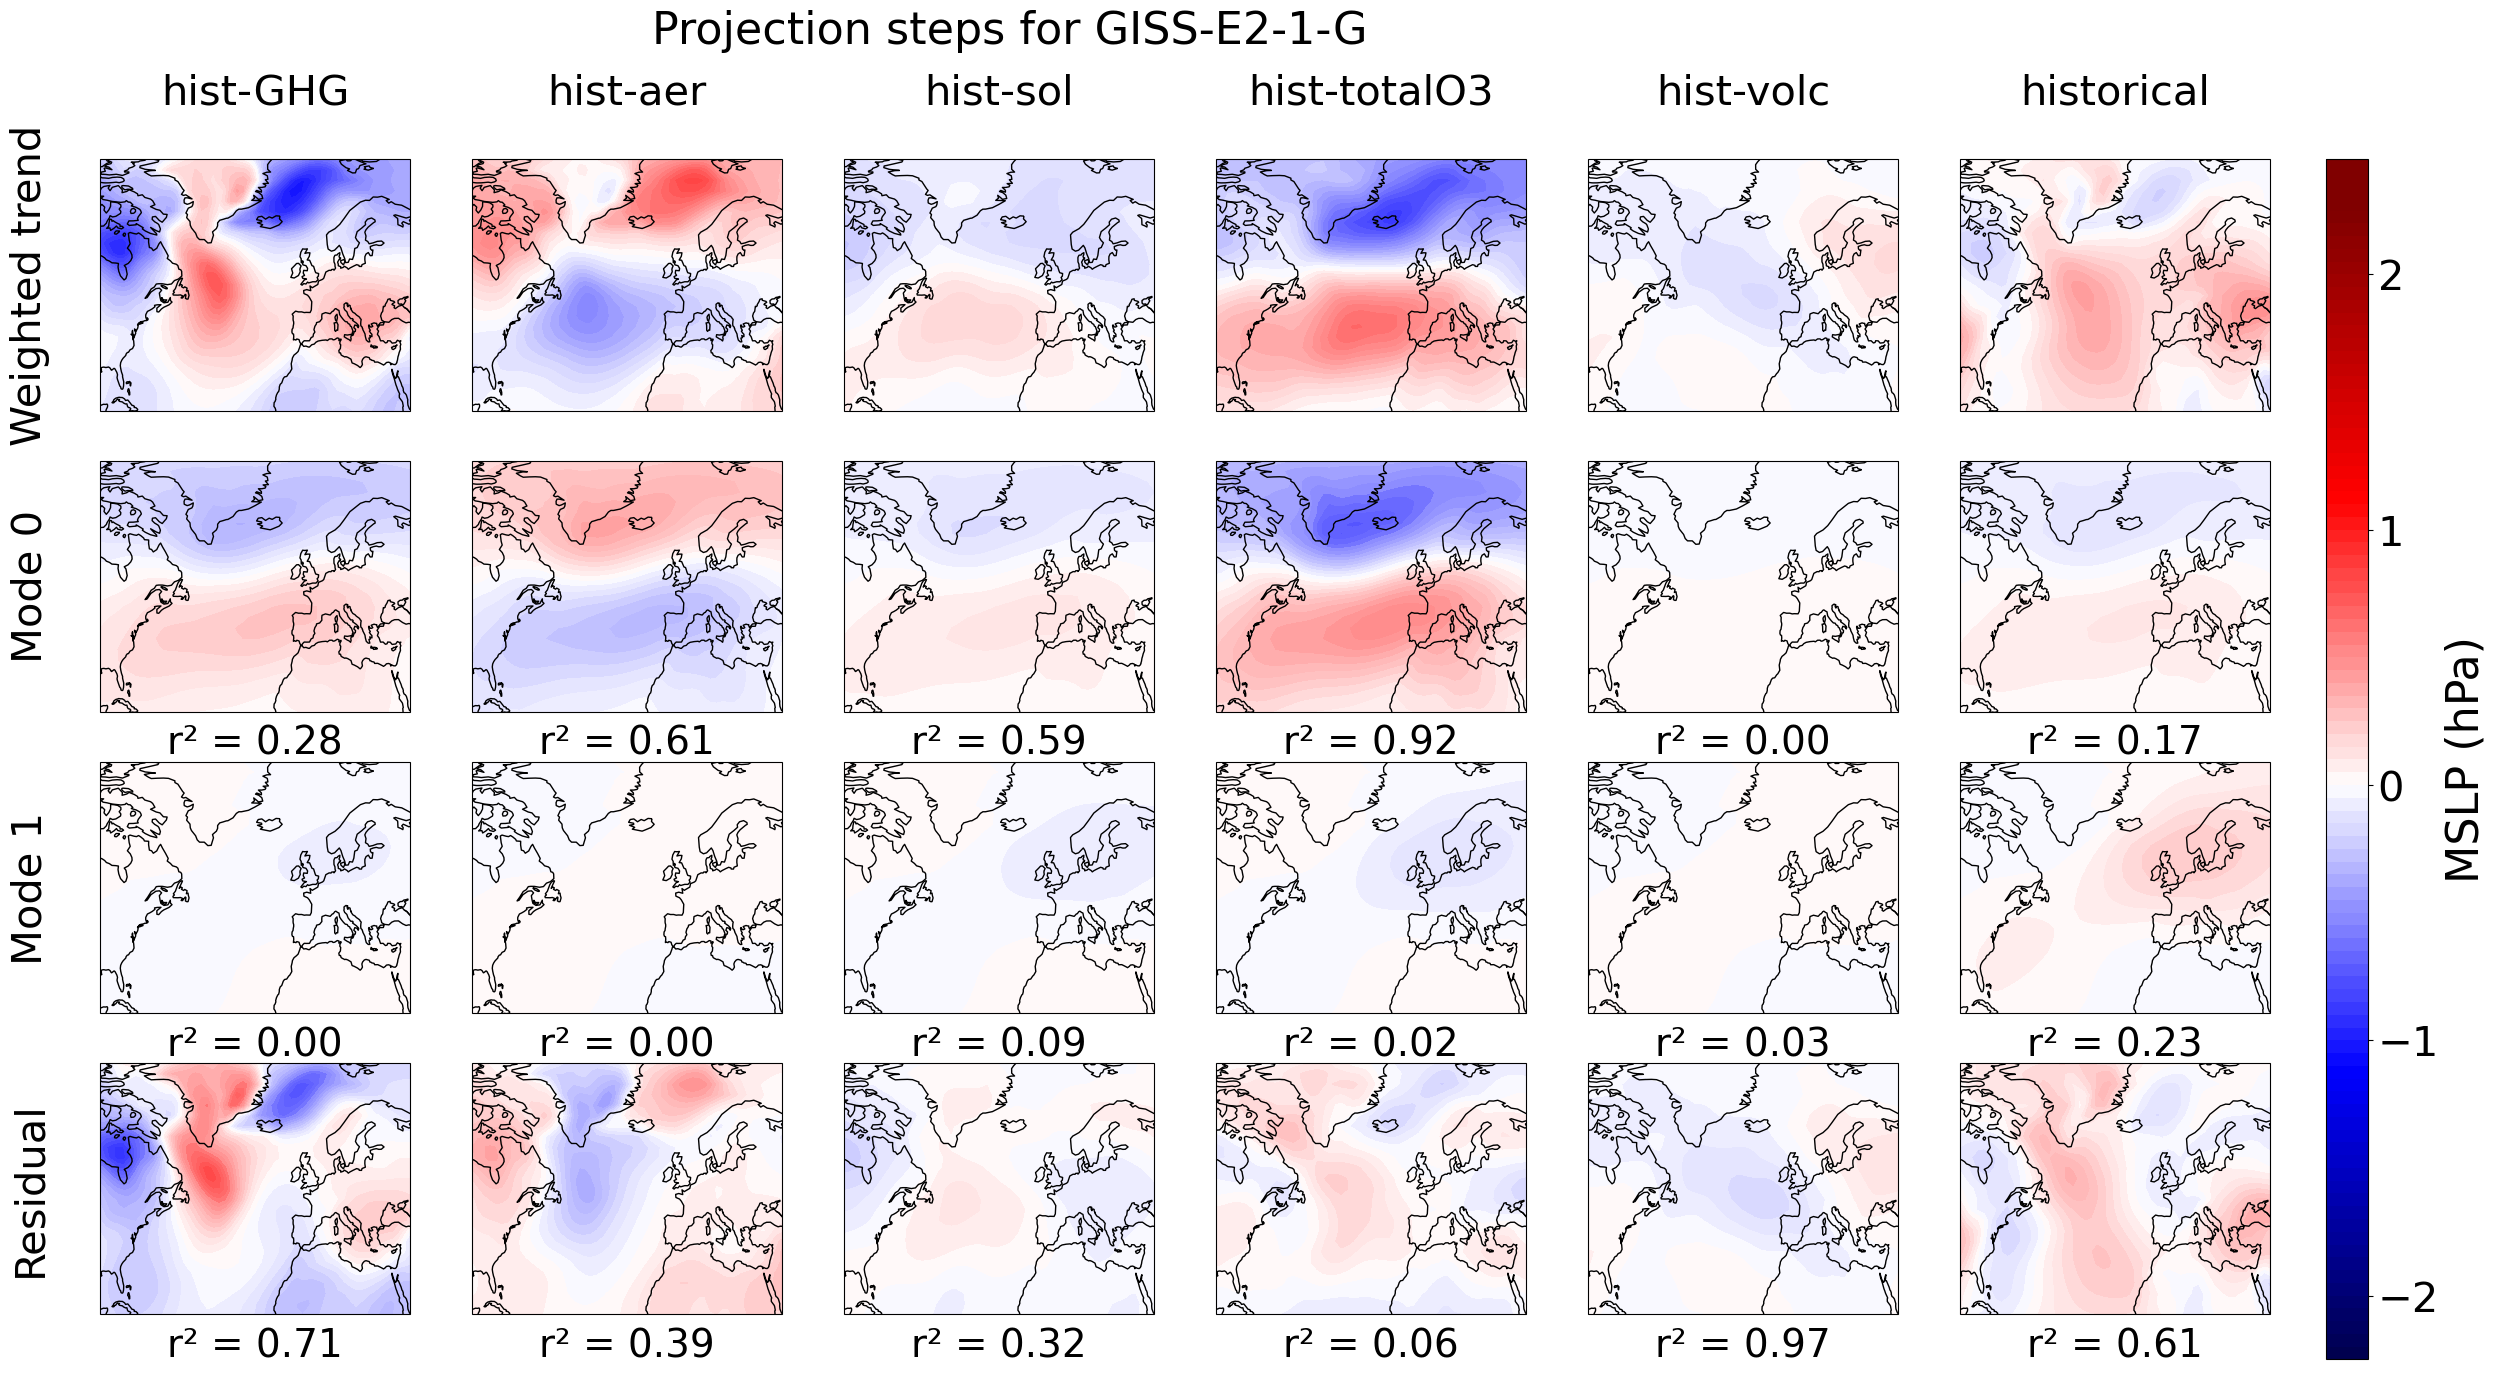 Projection steps for GISS-E2-1-G
hist-GHG
hist-aer
hist-sol
hist-totalO3
hist-volc
historical
Weighted trend
Mode 0
r² = 0.28
r² = 0.61
r² = 0.59
r² = 0.92
r² = 0.00
r² = 0.17
Mode 1
r² = 0.00
r² = 0.00
r² = 0.09
r² = 0.02
r² = 0.03
r² = 0.23
Residual
r² = 0.71
r² = 0.39
r² = 0.32
r² = 0.06
r² = 0.97
r² = 0.61
2
1
0
−1
−2
MSLP (hPa)